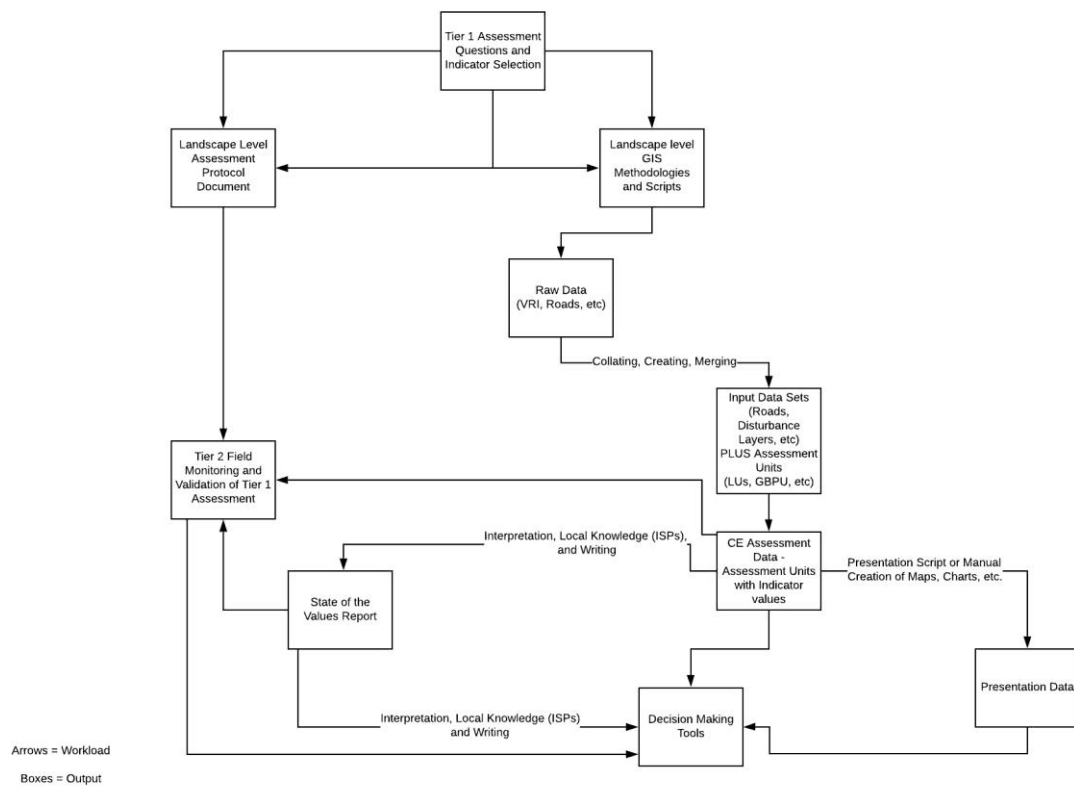 Tier 1 Assessment
Questions and
Indicator Selection
Landscape Level
Assessment
Protocol
Document
Landscape level
GIS
Methodologies
and Scripts
Raw Data
(VRI, Roads, etc)
Collating, Creating, Merging
Input Data Sets
(Roads,
Disturbance
Layers, etc)
PLUS Assessment
Units
(LUs, GBPU, etc)
Tier 2 Field
Monitoring and
Validation of Tier 1
Assessment
Interpretation, Local Knowledge (ISPs),
and Writing
CE Assessment
Data -
Assessment Units
with Indicator
values
Presentation Script or Manual
Creation of Maps, Charts, etc.
State of the
Values Report
Presentation Data
Interpretation, Local Knowledge (ISPs)
and Writing
Decision Making
Tools
Arrows = Workload
Boxes = Output